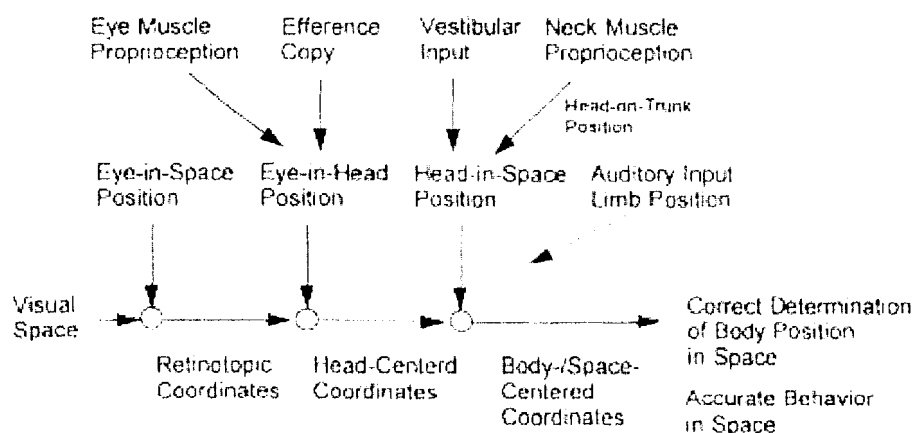 Eye Muscle
Proprioception
Efference
Copy
Vestibular
Input
Neck Muscle
Proprioception
Head-on-Trunk
Position
Eye-in-Space
Position
Eye-in-Head
Position
Head-in-Space
Position
Auditory Input
Limb Position
Visual
Space
Retinotopic
Coordinates
Head-Centerd
Coordinates
Body-/Space-
Centered
Coordinates
Correct Determination
of Body Position
in Space
Accurate Behavior
in Space